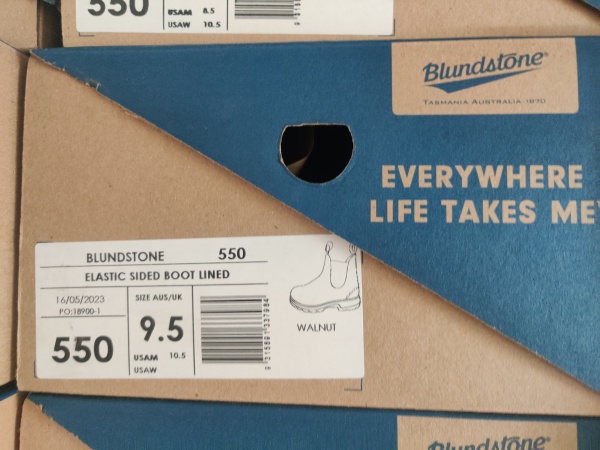 550
USAM 8.5
USAW 10.5
Blundstone®
TASMANIA AUSTRALIA 1870
EVERYWHERE
LIFE TAKES ME
BLUNDSTONE 550
ELASTIC SIDED BOOT LINED
16/05/2023
PO:18900-1
550
SIZE AUS/UK
9.5
USAM 10.5
USAW
9315891337984
WALNUT
Blundstone®